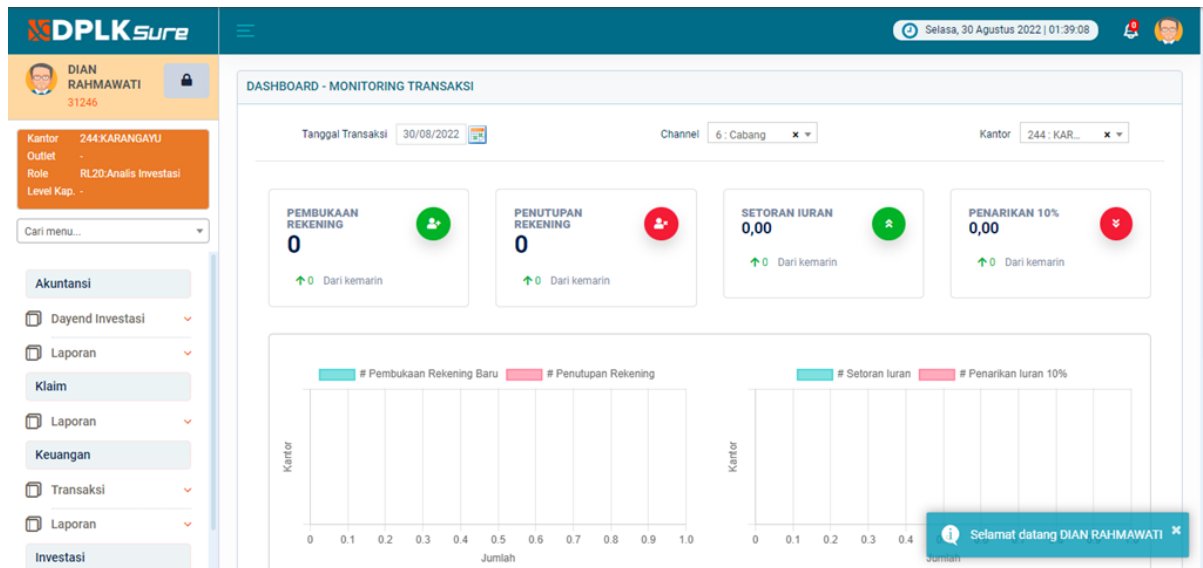 DPLKSure
Selasa, 30 Agustus 2022 | 01:39:08
DIAN
RAHMAWATI
31246
Kantor 244:KARANGAYU
Outlet -
Role RL20:Analis Investasi
Level Kap. -
Cari menu...
Akuntansi
Dayend Investasi
Laporan
Klaim
Laporan
Keuangan
Transaksi
Laporan
Investasi
DASHBOARD - MONITORING TRANSAKSI
Tanggal Transaksi 30/08/2022
Channel 6 : Cabang x
Kantor 244 : KAR... x
PEMBUKAAN
REKENING
0
0 Dari kemarin
PENUTUPAN
REKENING
0
0 Dari kemarin
SETORAN IURAN
0,00
0 Dari kemarin
PENARIKAN 10%
0,00
0 Dari kemarin
# Pembukaan Rekening Baru # Penutupan Rekening
Kantor
0 0.1 0.2 0.3 0.4 0.5 0.6 0.7 0.8 0.9 1.0
Jumlah
# Setoran Iuran # Penarikan Iuran 10%
Kantor
0 0.1 0.2 0.3 0.4
Jumlah
Selamat datang DIAN RAHMAWATI ×